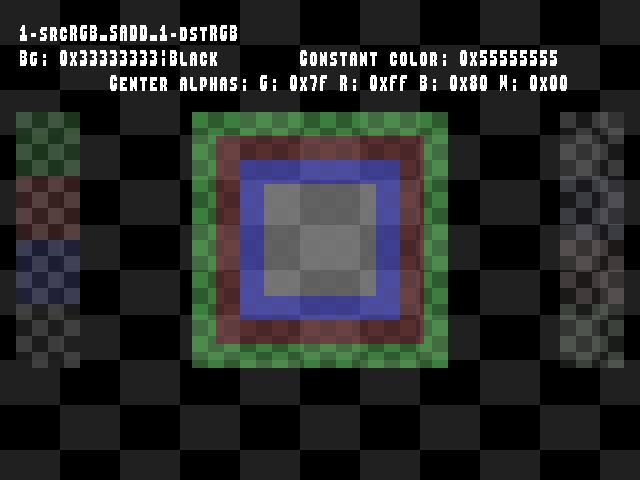 1-srcRGB_SADD_1-dstRGB
Bg: 0x33333333¦Black Constant color: 0x55555555
Center alphas: G: 0x7F R: 0xFF B: 0x80 W: 0x00